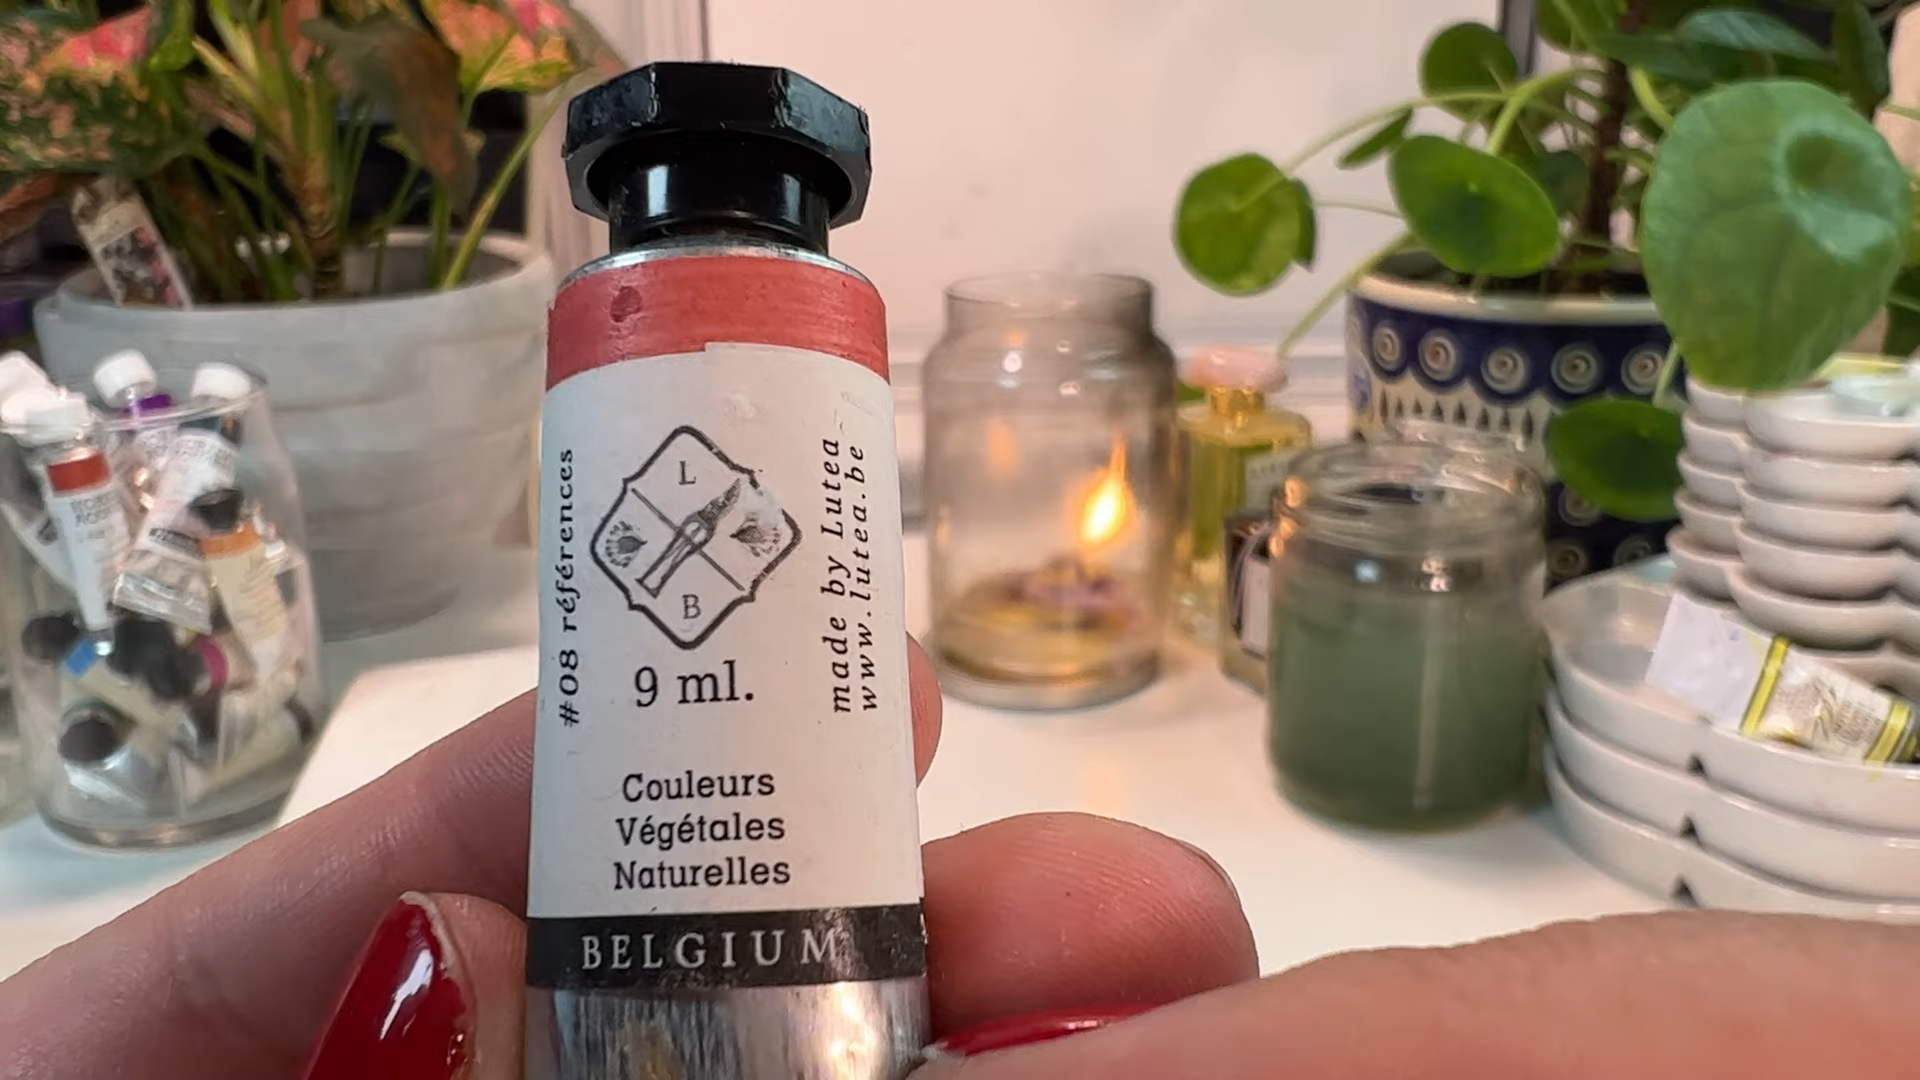 L
B
#08 références
9 ml.
made by Lutea
www.lutea.be
Couleurs
Végétales
Naturelles
BELGIUM